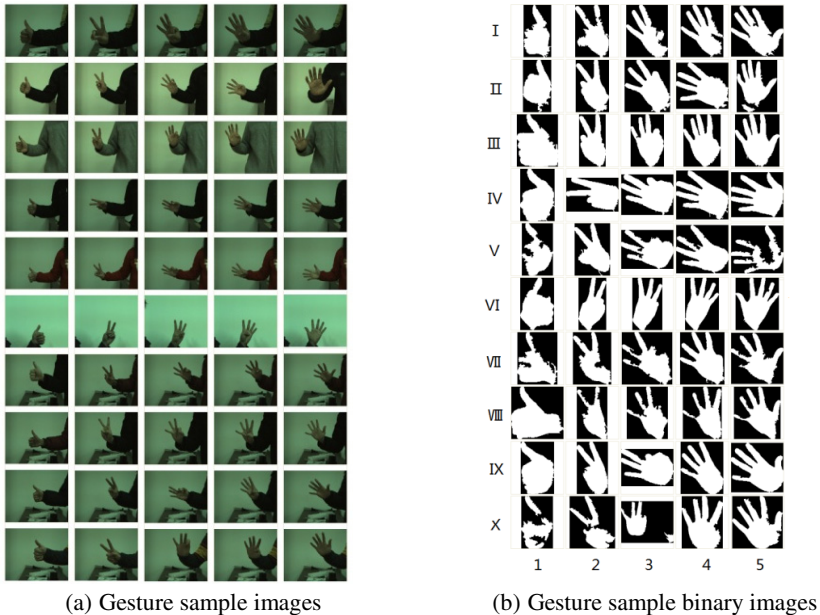 I
II
III
IV
V
VI
VII
VIII
IX
X
1 2 3 4 5
(a) Gesture sample images
(b) Gesture sample binary images